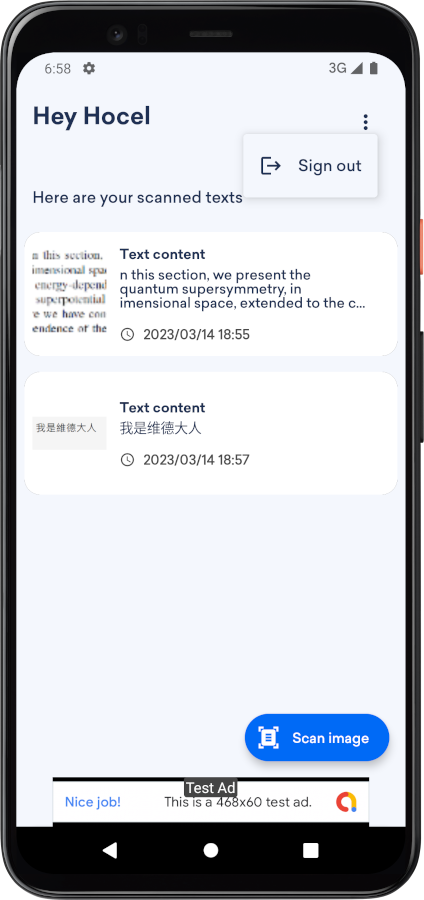 6:58
3G
Hey Hocel
Sign out
Here are your scanned texts
n this section.
imensional spa
energy-depend
superpotential
e we have con
endence of the
Text content
n this section, we present the
quantum supersymmetry, in
imensional space, extended to the c...
2023/03/14 18:55
我是維德大人
Text content
我是维德大人
2023/03/14 18:57
Scan image
Test Ad
Nice job!
This is a 468x60 test ad.